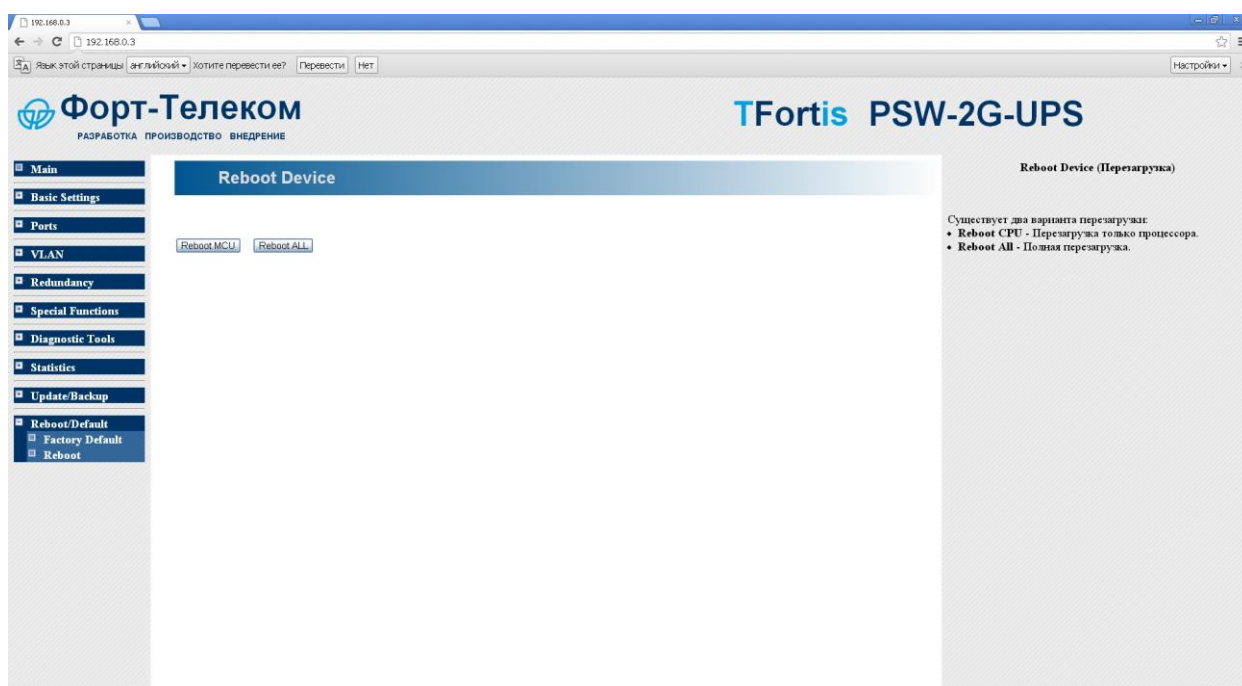 192.168.0.3
192.168.0.3
Язык этой страницы английский Хотите перевести ее? Перевести Нет Настройки
Форт-Телеком
РАЗРАБОТКА ПРОИЗВОДСТВО ВНЕДРЕНИЕ
TFortis PSW-2G-UPS
Main
Basic Settings
Ports
VLAN
Redundancy
Special Functions
Diagnostic Tools
Statistics
Update/Backup
Reboot/Default
Factory Default
Reboot
Reboot Device
Reboot MCU Reboot ALL
Reboot Device (Перезагрузка)
Существует два варианта перезагрузки:
• Reboot CPU - Перезагрузка только процессора.
• Reboot All - Полная перезагрузка.